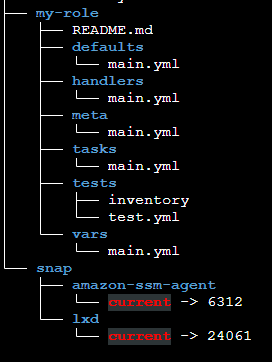 ├── my-role
│   ├── README.md
│   ├── defaults
│   │   └── main.yml
│   ├── handlers
│   │   └── main.yml
│   ├── meta
│   │   └── main.yml
│   ├── tasks
│   │   └── main.yml
│   ├── tests
│   │   ├── inventory
│   │   └── test.yml
│   └── vars
│       └── main.yml
└── snap
    ├── amazon-ssm-agent
    │   └── current -> 6312
    └── lxd
        └── current -> 24061